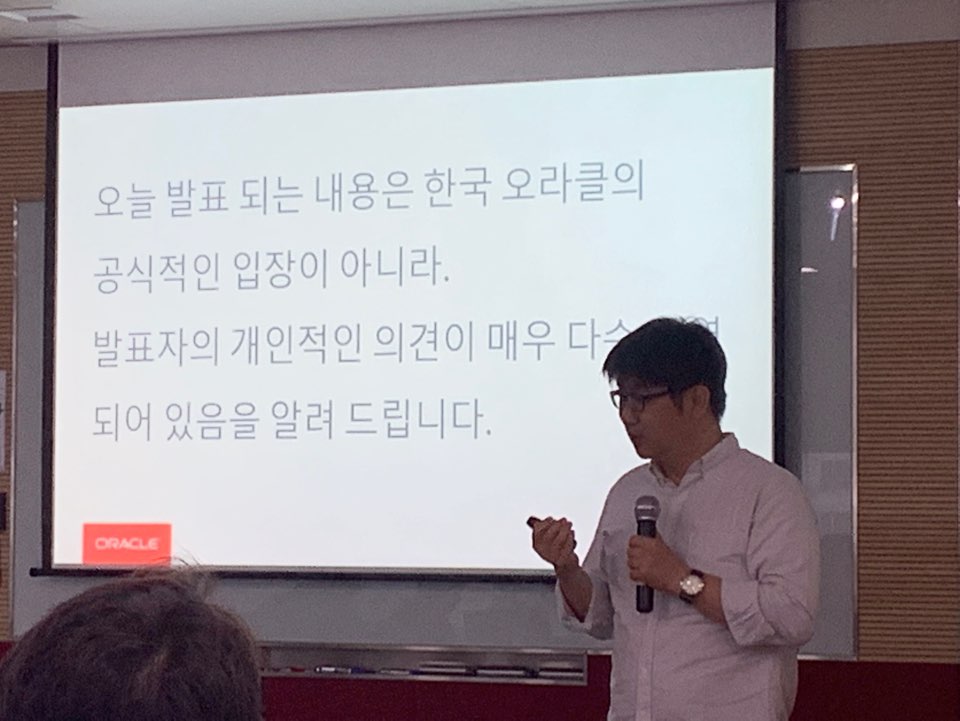 오늘 발표 되는 내용은 한국 오라클의
공식적인 입장이 아니라.
발표자의 개인적인 의견이 매우
되어 있음을 알려 드립니다.
ORACLE